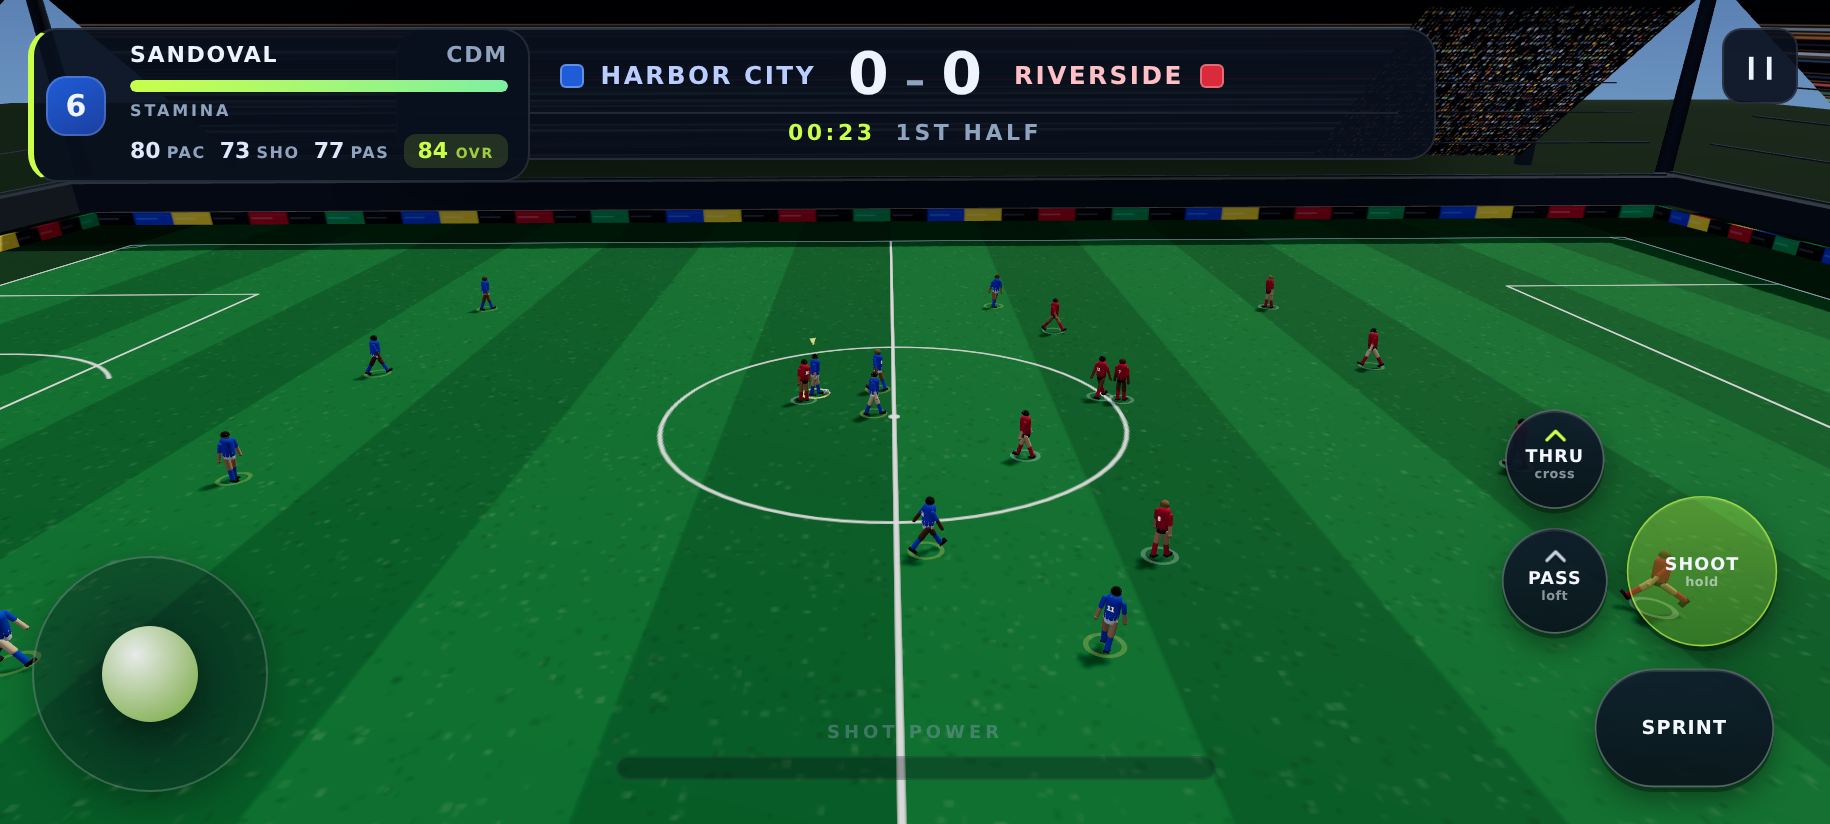 SANDOVAL CDM
6
STAMINA
80 PAC 73 SHO 77 PAS 84 OVR
HARBOR CITY 0 - 0 RIVERSIDE
00:23 1ST HALF
THRU
cross
PASS
loft
SHOOT
hold
SPRINT
SHOT POWER
11